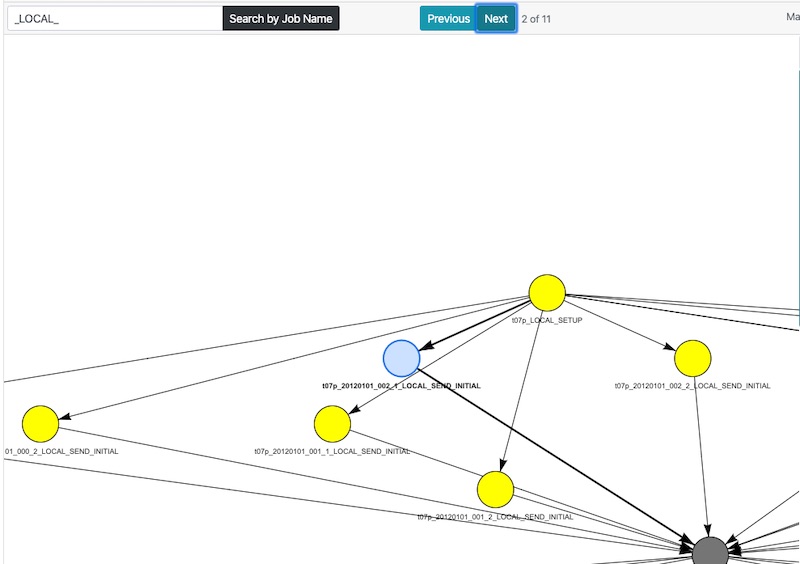 _LOCAL_
Search by Job Name
Previous
Next
2 of 11
Ma
t07p_LOCAL_SETUP
t07p_20120101_002_1_LOCAL_SEND_INITIAL
t07p_20120101_002_2_LOCAL_SEND_INITIAL
01_000_2_LOCAL_SEND_INITIAL
t07p_20120101_001_1_LOCAL_SEND_INITIAL
t07p_20120101_001_2_LOCAL_SEND_INITIAL